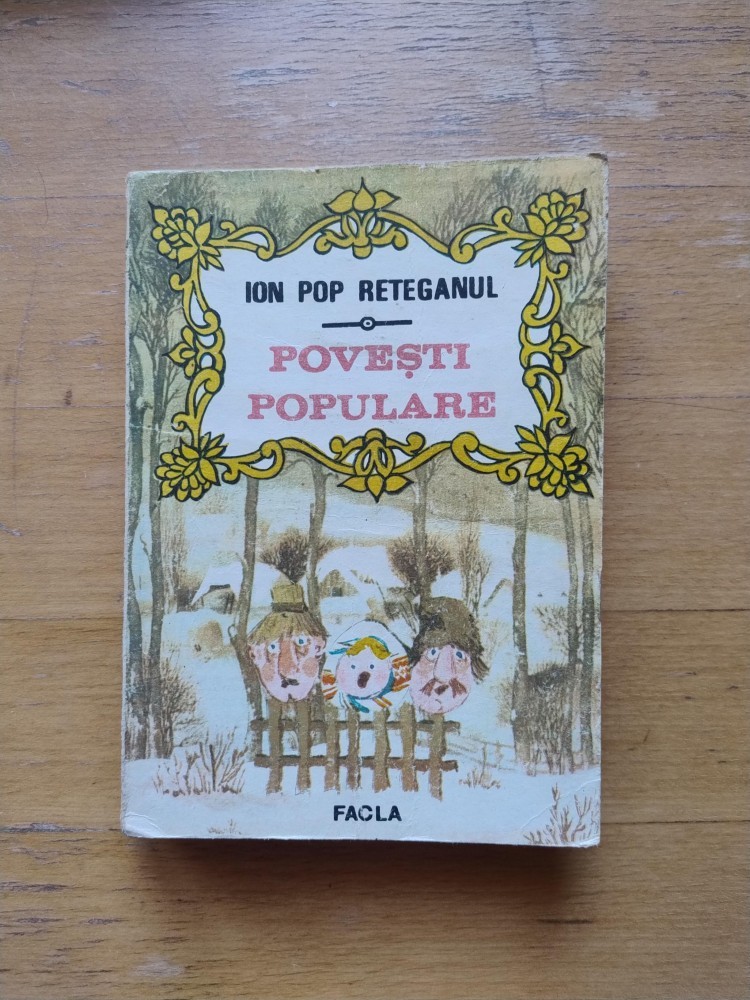 ION POP RETEGANUL
POVEȘTI
POPULARE
FACLA